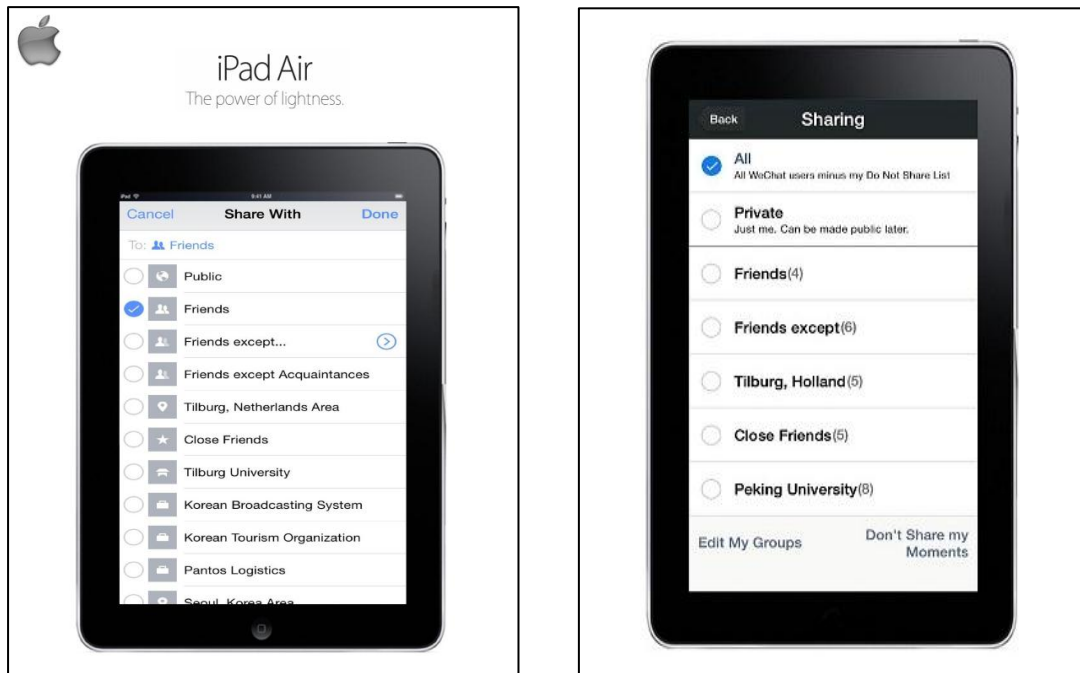 iPad Air
The power of lightness.
iPad
9:41 AM
Cancel Share With Done
To: Friends
Public
Friends
Friends except...
Friends except Acquaintances
Tilburg, Netherlands Area
Close Friends
Tilburg University
Korean Broadcasting System
Korean Tourism Organization
Pantos Logistics
Seoul, Korea Area
Back Sharing
All
All WeChat users minus my Do Not Share List
Private
Just me. Can be made public later.
Friends(4)
Friends except(6)
Tilburg, Holland(5)
Close Friends(5)
Peking University(8)
Edit My Groups
Don't Share my
Moments